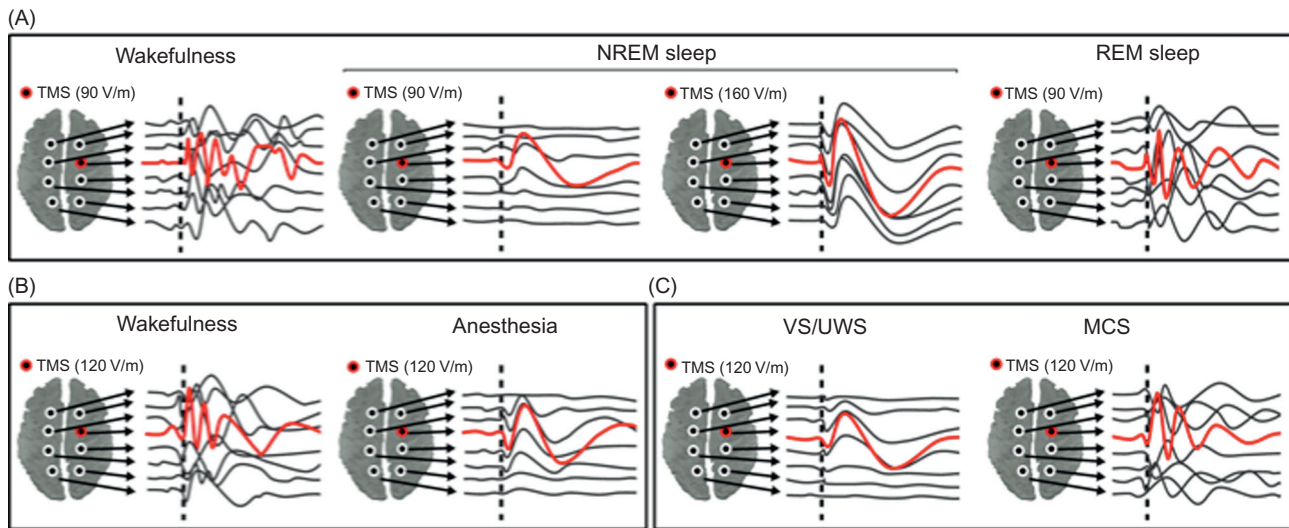 (A)
Wakefulness
NREM sleep
REM sleep
TMS (90 V/m)
TMS (90 V/m)
TMS (160 V/m)
TMS (90 V/m)
(B)
(C)
Wakefulness
Anesthesia
VS/UWS
MCS
TMS (120 V/m)
TMS (120 V/m)
TMS (120 V/m)
TMS (120 V/m)